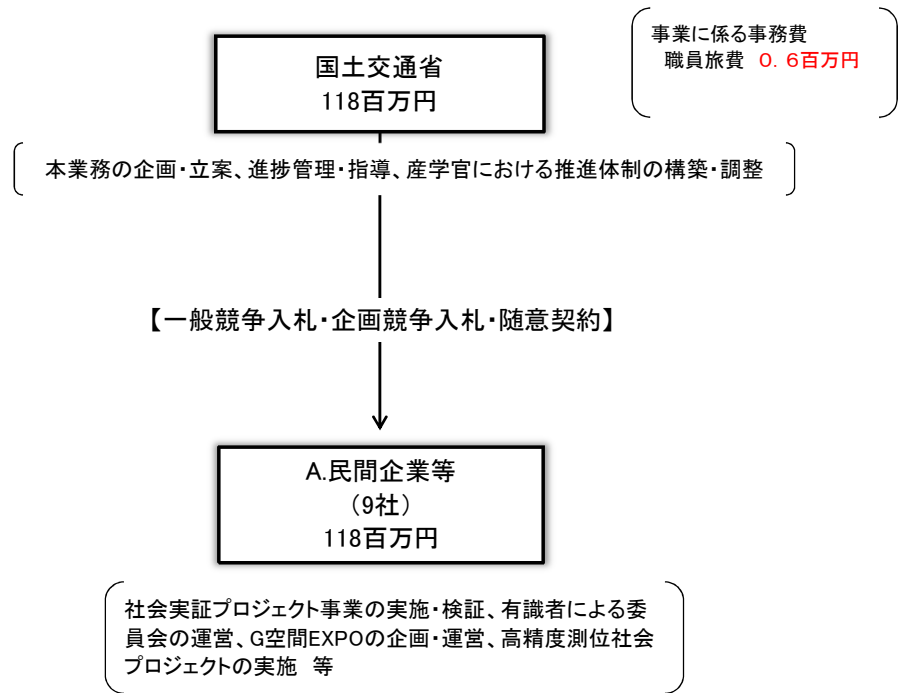 国土交通省
118百万円
事業に係る事務費
職員旅費 0.6百万円
本業務の企画・立案、進捗管理・指導、産学官における推進体制の構築・調整
【一般競争入札・企画競争入札・随意契約】
A.民間企業等
(9社)
118百万円
社会実証プロジェクト事業の実施・検証、有識者による委
員会の運営、G空間EXPOの企画・運営、高精度測位社会
プロジェクトの実施 等